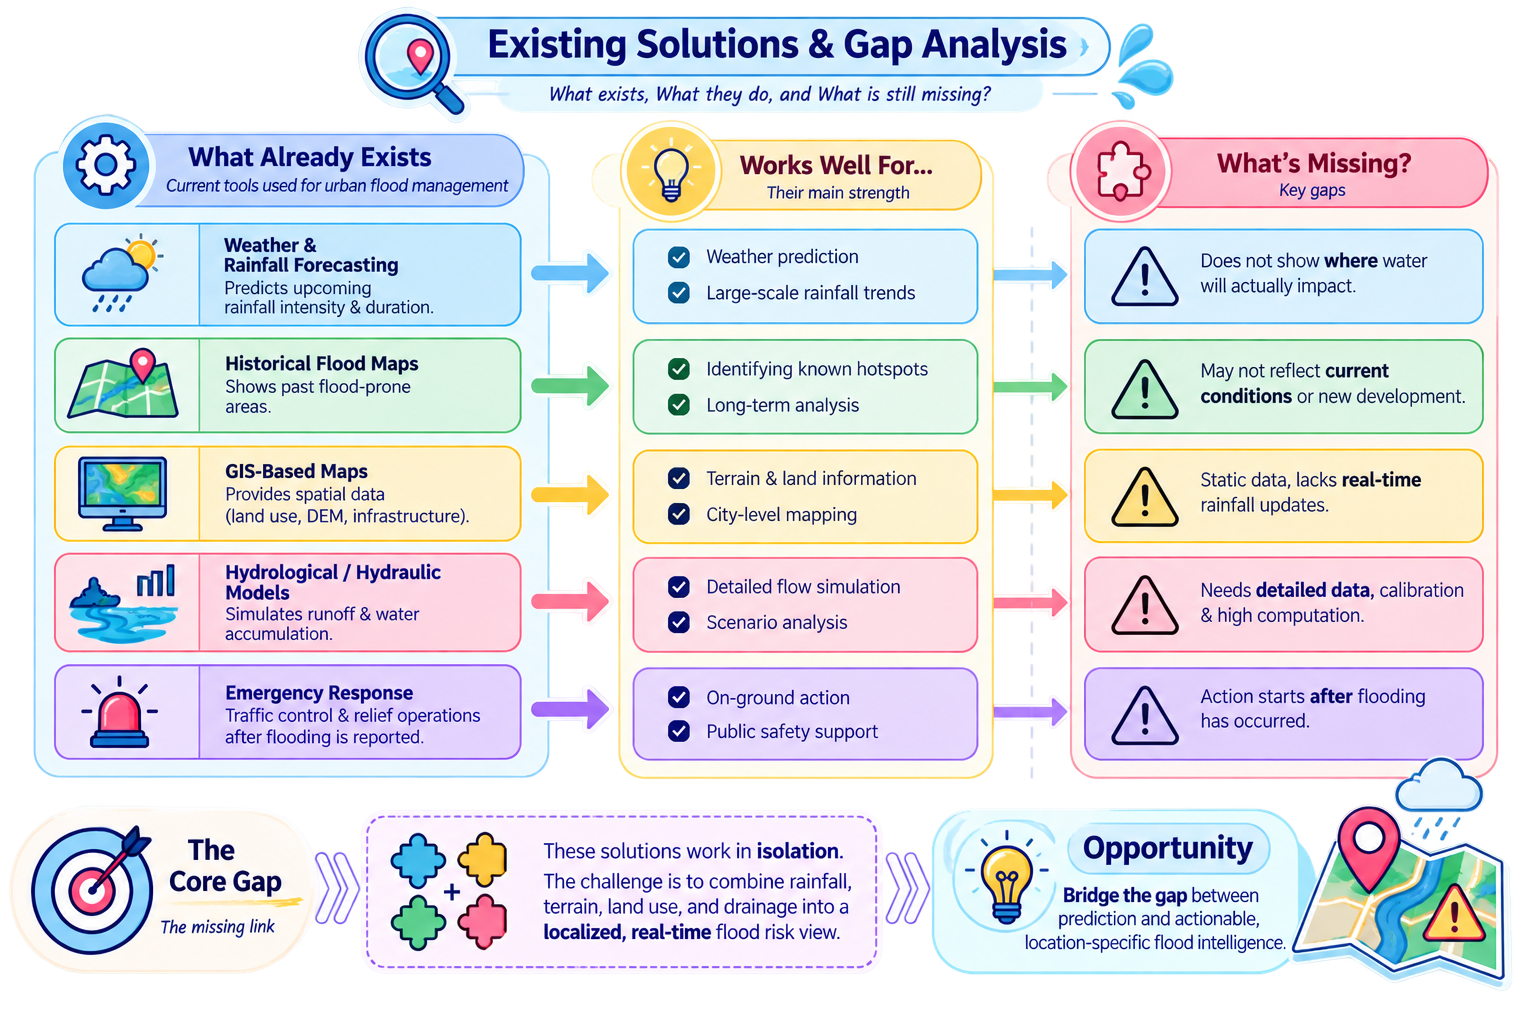 Existing Solutions & Gap Analysis
What exists, What they do, and What is still missing?
What Already Exists
Current tools used for urban flood management
Weather &
Rainfall Forecasting
Predicts upcoming
rainfall intensity & duration.
Historical Flood Maps
Shows past flood-prone
areas.
GIS-Based Maps
Provides spatial data
(land use, DEM, infrastructure).
Hydrological / Hydraulic
Models
Simulates runoff & water
accumulation.
Emergency Response
Traffic control & relief operations
after flooding is reported.
Works Well For...
Their main strength
Weather prediction
Large-scale rainfall trends
Identifying known hotspots
Long-term analysis
Terrain & land information
City-level mapping
Detailed flow simulation
Scenario analysis
On-ground action
Public safety support
What's Missing?
Key gaps
Does not show where water
will actually impact.
May not reflect current
conditions or new development.
Static data, lacks real-time
rainfall updates.
Needs detailed data, calibration
& high computation.
Action starts after flooding
has occurred.
The
Core Gap
The missing link
These solutions work in isolation.
The challenge is to combine rainfall,
terrain, land use, and drainage into a
localized, real-time flood risk view.
Opportunity
Bridge the gap between
prediction and actionable,
location-specific flood intelligence.